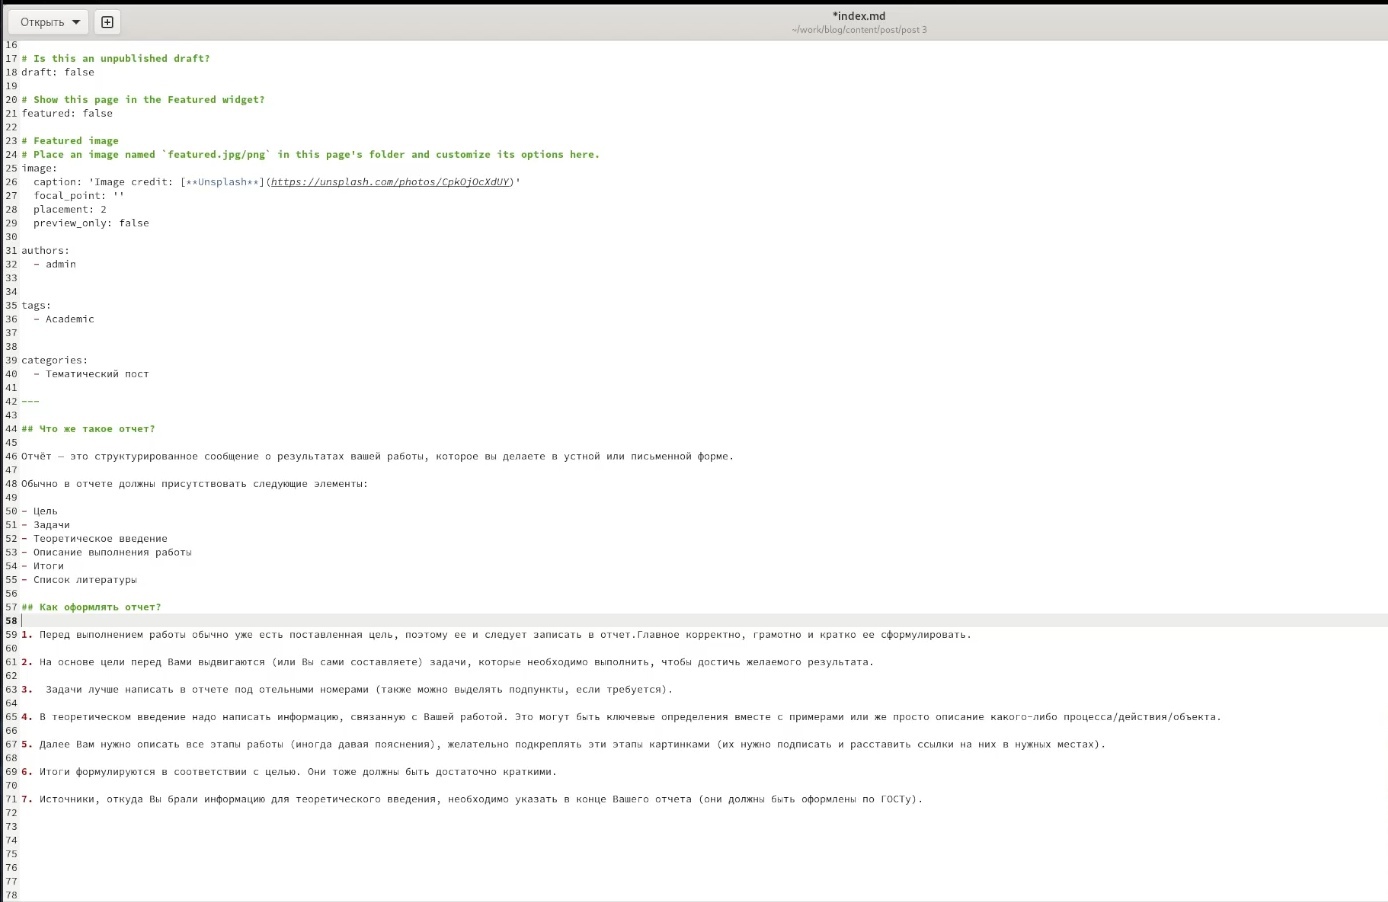 Открыть
*index.md
~/work/blog/content/post/post 3
16
17 # Is this an unpublished draft?
18 draft: false
19
20 # Show this page in the Featured widget?
21 featured: false
22
23 # Featured image
24 # Place an image named `featured.jpg/png` in this page's folder and customize its options here.
25 image:
26   caption: 'Image credit: [**Unsplash**](https://unsplash.com/photos/CpkOjOcXdUY)'
27   focal_point: ''
28   placement: 2
29   preview_only: false
30
31 authors:
32   - admin
33
34
35 tags:
36   - Academic
37
38
39 categories:
40   - Тематический пост
41
42 ---
43
44 ## Что же такое отчет?
45
46 Отчёт — это структурированное сообщение о результатах вашей работы, которое вы делаете в устной или письменной форме.
47
48 Обычно в отчете должны присутствовать следующие элементы:
49
50 - Цель
51 - Задачи
52 - Теоретическое введение
53 - Описание выполнения работы
54 - Итоги
55 - Список литературы
56
57 ## Как оформлять отчет?
58
59 1. Перед выполнением работы обычно уже есть поставленная цель, поэтому ее и следует записать в отчет.Главное корректно, грамотно и кратко ее сформулировать.
60
61 2. На основе цели перед Вами выдвигаются (или Вы сами составляете) задачи, которые необходимо выполнить, чтобы достичь желаемого результата.
62
63 3.  Задачи лучше написать в отчете под отельными номерами (также можно выделять подпункты, если требуется).
64
65 4. В теоретическом введение надо написать информацию, связанную с Вашей работой. Это могут быть ключевые определения вместе с примерами или же просто описание какого-либо процесса/действия/объекта.
66
67 5. Далее Вам нужно описать все этапы работы (иногда давая пояснения), желательно подкреплять эти этапы картинками (их нужно подписать и расставить ссылки на них в нужных местах).
68
69 6. Итоги формулируются в соответствии с целью. Они тоже должны быть достаточно краткими.
70
71 7. Источники, откуда Вы брали информацию для теоретического введения, необходимо указать в конце Вашего отчета (они должны быть оформлены по ГОСТу).
72
73
74
75
76
77
78